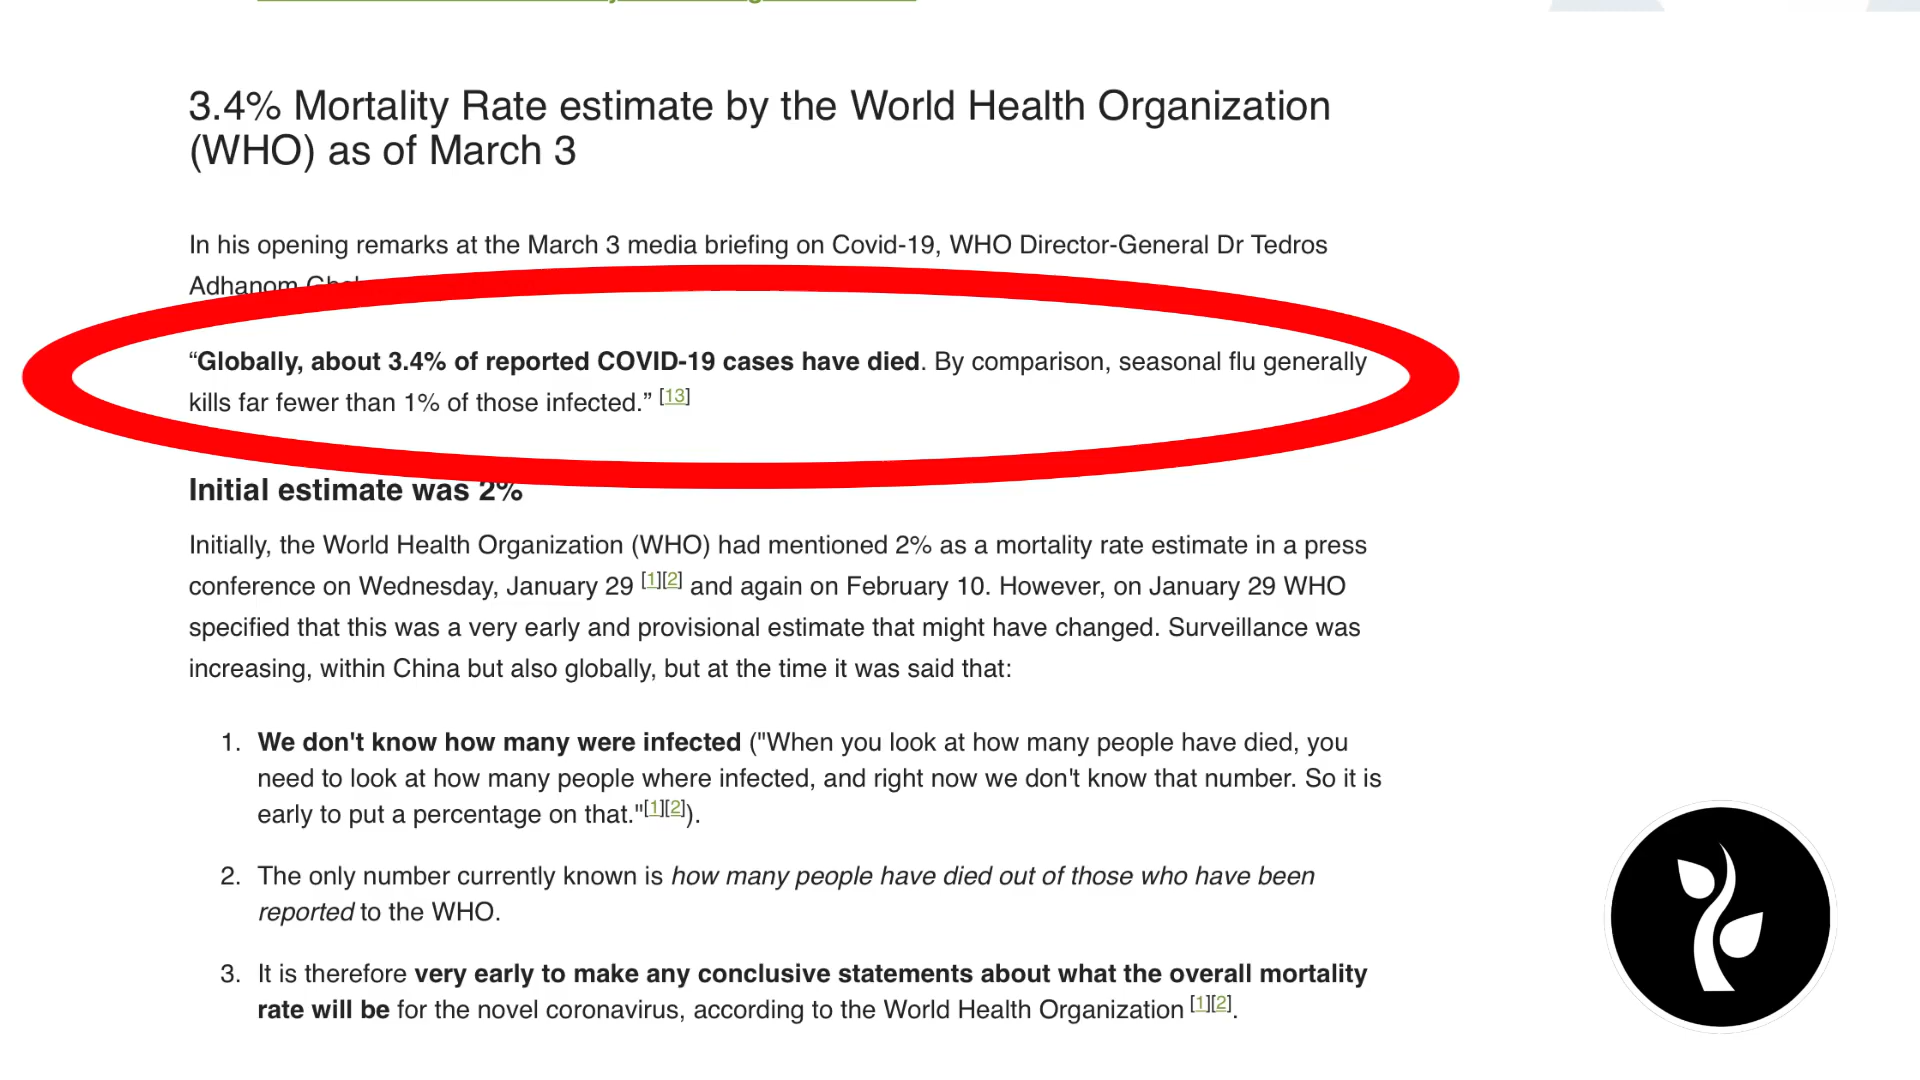 3.4% Mortality Rate estimate by the World Health Organization
(WHO) as of March 3
In his opening remarks at the March 3 media briefing on Covid-19, WHO Director-General Dr Tedros
Adhanom
“Globally, about 3.4% of reported COVID-19 cases have died. By comparison, seasonal flu generally
kills far fewer than 1% of those infected.” [13]
Initial estimate was 2%
Initially, the World Health Organization (WHO) had mentioned 2% as a mortality rate estimate in a press
conference on Wednesday, January 29 [1][2] and again on February 10. However, on January 29 WHO
specified that this was a very early and provisional estimate that might have changed. Surveillance was
increasing, within China but also globally, but at the time it was said that:
1. We don't know how many were infected ("When you look at how many people have died, you
need to look at how many people where infected, and right now we don't know that number. So it is
early to put a percentage on that."[1][2]).
2. The only number currently known is how many people have died out of those who have been
reported to the WHO.
3. It is therefore very early to make any conclusive statements about what the overall mortality
rate will be for the novel coronavirus, according to the World Health Organization [1][2].